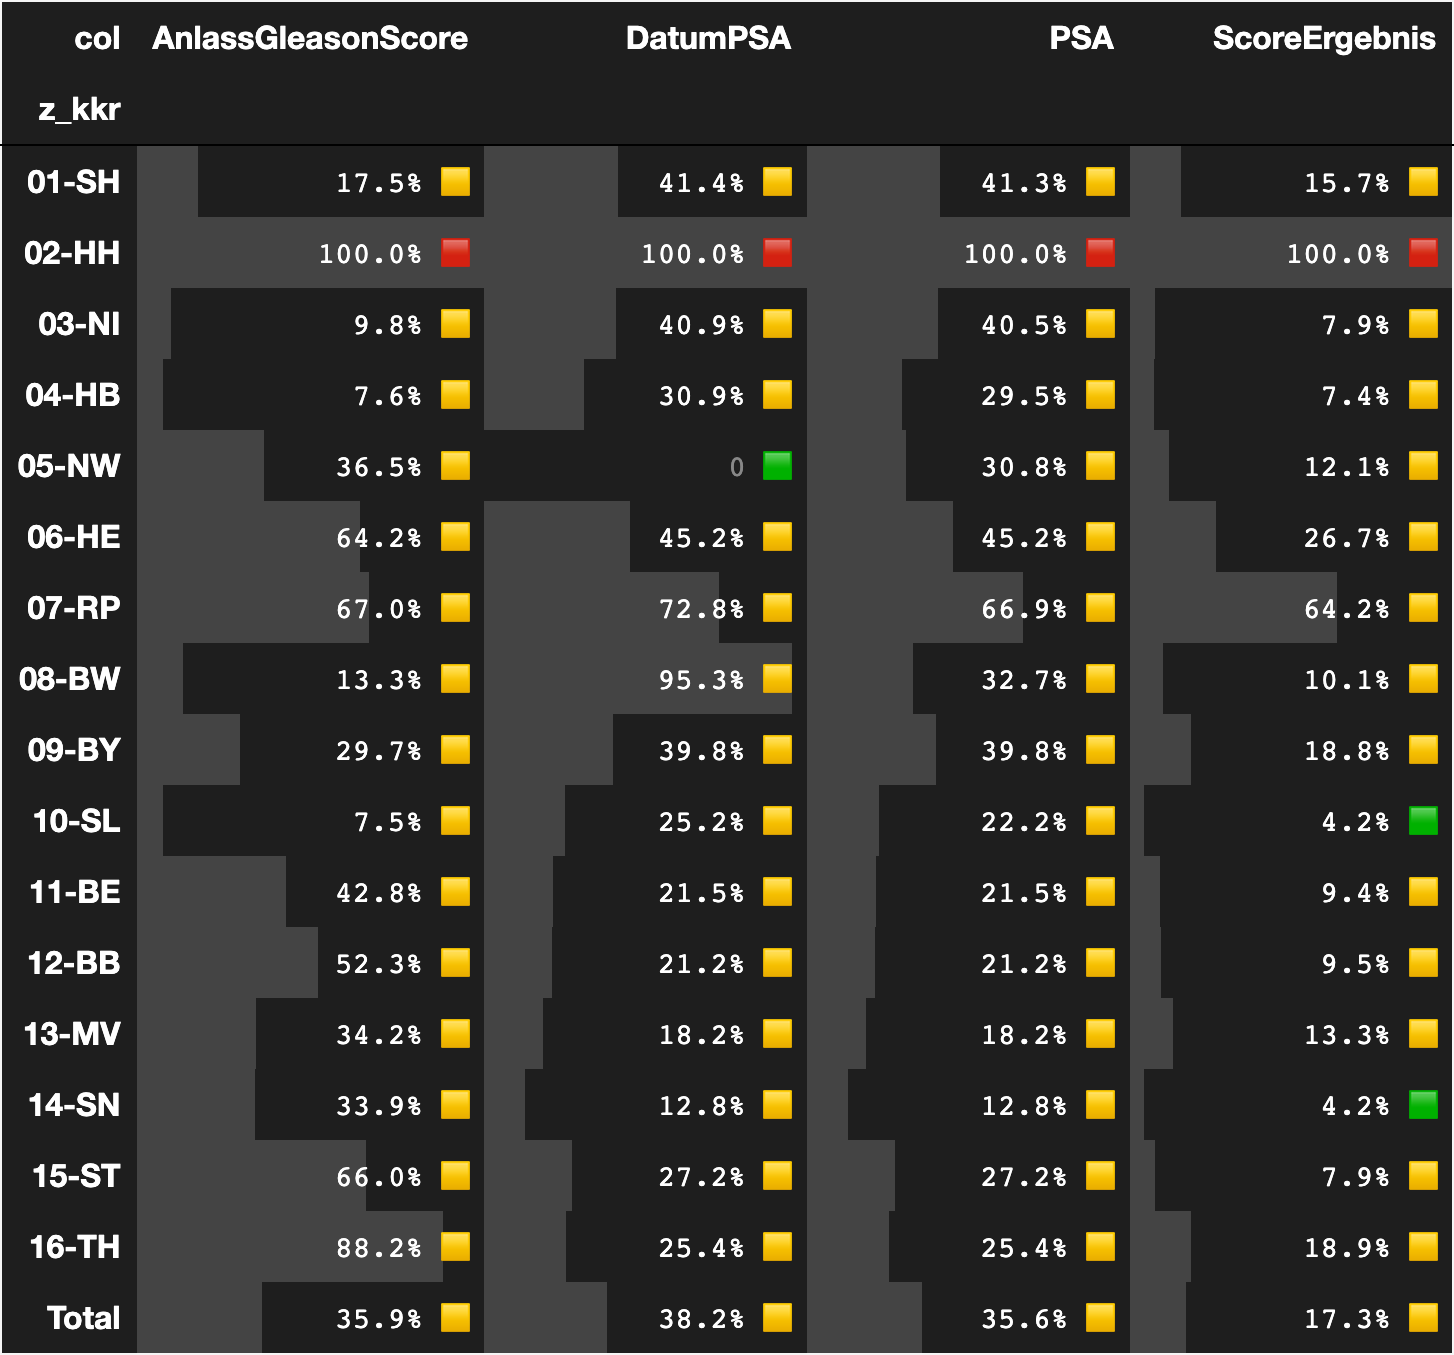 col AnlassGleasonScore DatumPSA PSA ScoreErgebnis
z_kkr
01-SH 17.5% 41.4% 41.3% 15.7%
02-HH 100.0% 100.0% 100.0% 100.0%
03-NI 9.8% 40.9% 40.5% 7.9%
04-HB 7.6% 30.9% 29.5% 7.4%
05-NW 36.5% 0 30.8% 12.1%
06-HE 64.2% 45.2% 45.2% 26.7%
07-RP 67.0% 72.8% 66.9% 64.2%
08-BW 13.3% 95.3% 32.7% 10.1%
09-BY 29.7% 39.8% 39.8% 18.8%
10-SL 7.5% 25.2% 22.2% 4.2%
11-BE 42.8% 21.5% 21.5% 9.4%
12-BB 52.3% 21.2% 21.2% 9.5%
13-MV 34.2% 18.2% 18.2% 13.3%
14-SN 33.9% 12.8% 12.8% 4.2%
15-ST 66.0% 27.2% 27.2% 7.9%
16-TH 88.2% 25.4% 25.4% 18.9%
Total 35.9% 38.2% 35.6% 17.3%